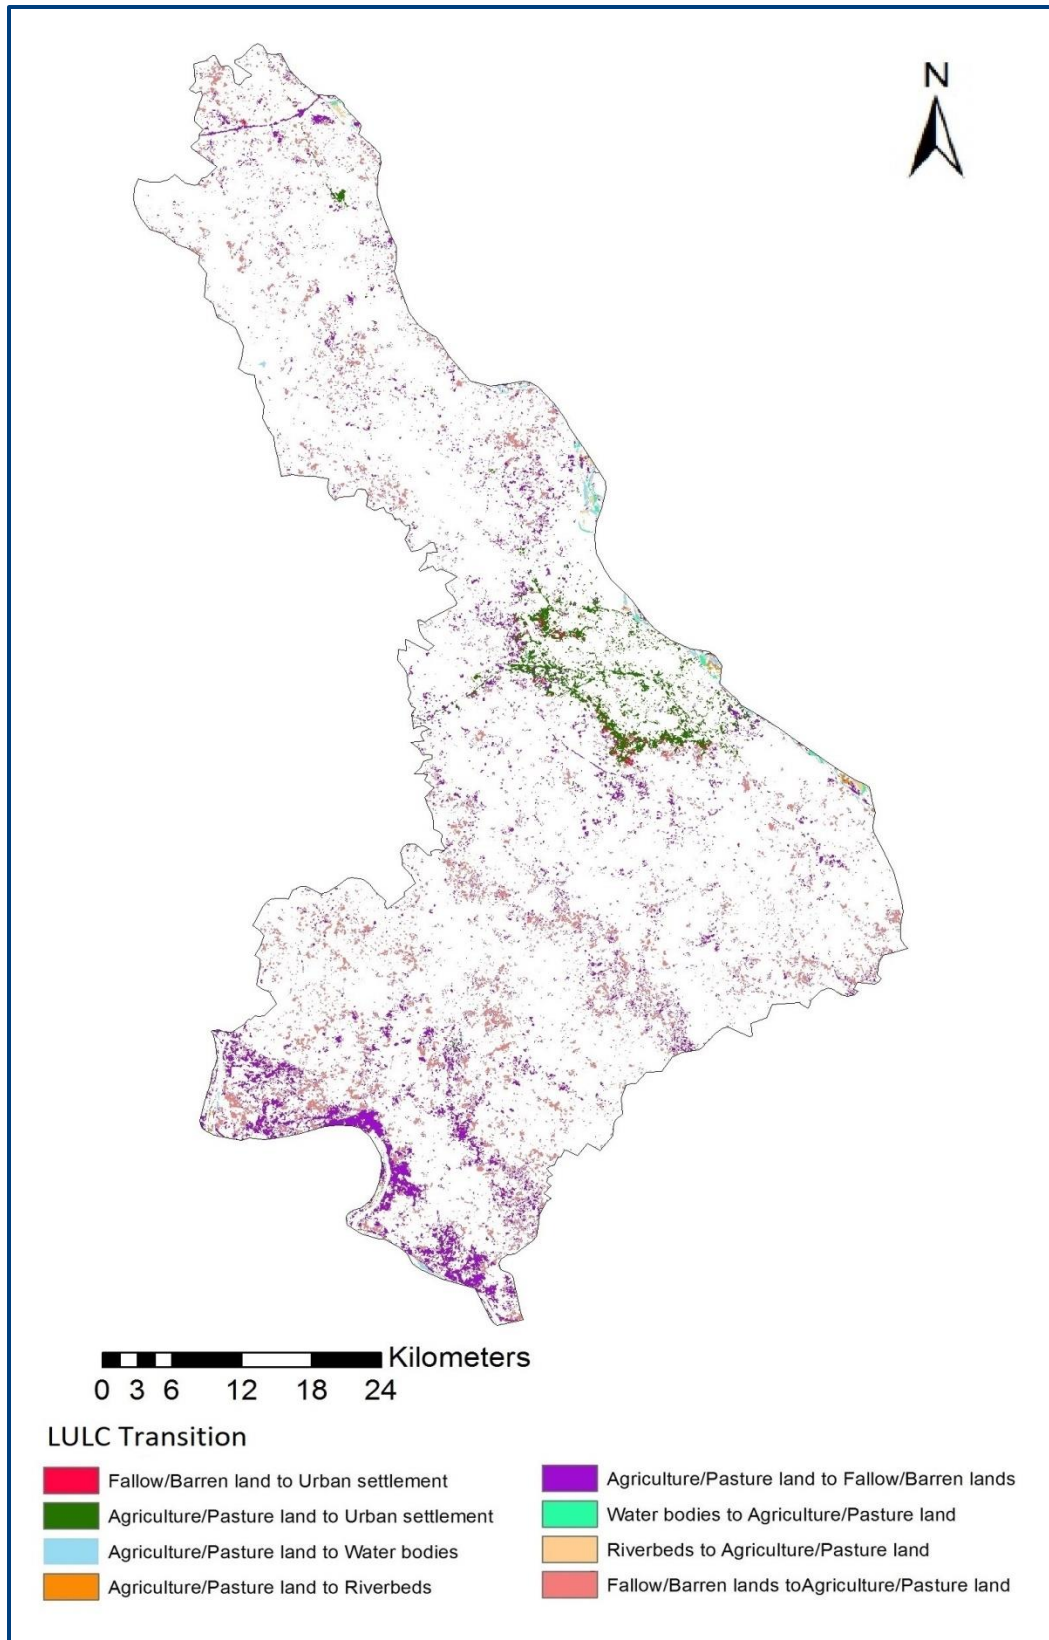 N
Kilometers
0 3 6 12 18 24
LULC Transition
Fallow/Barren land to Urban settlement
Agriculture/Pasture land to Urban settlement
Agriculture/Pasture land to Water bodies
Agriculture/Pasture land to Riverbeds
Agriculture/Pasture land to Fallow/Barren lands
Water bodies to Agriculture/Pasture land
Riverbeds to Agriculture/Pasture land
Fallow/Barren lands toAgriculture/Pasture land